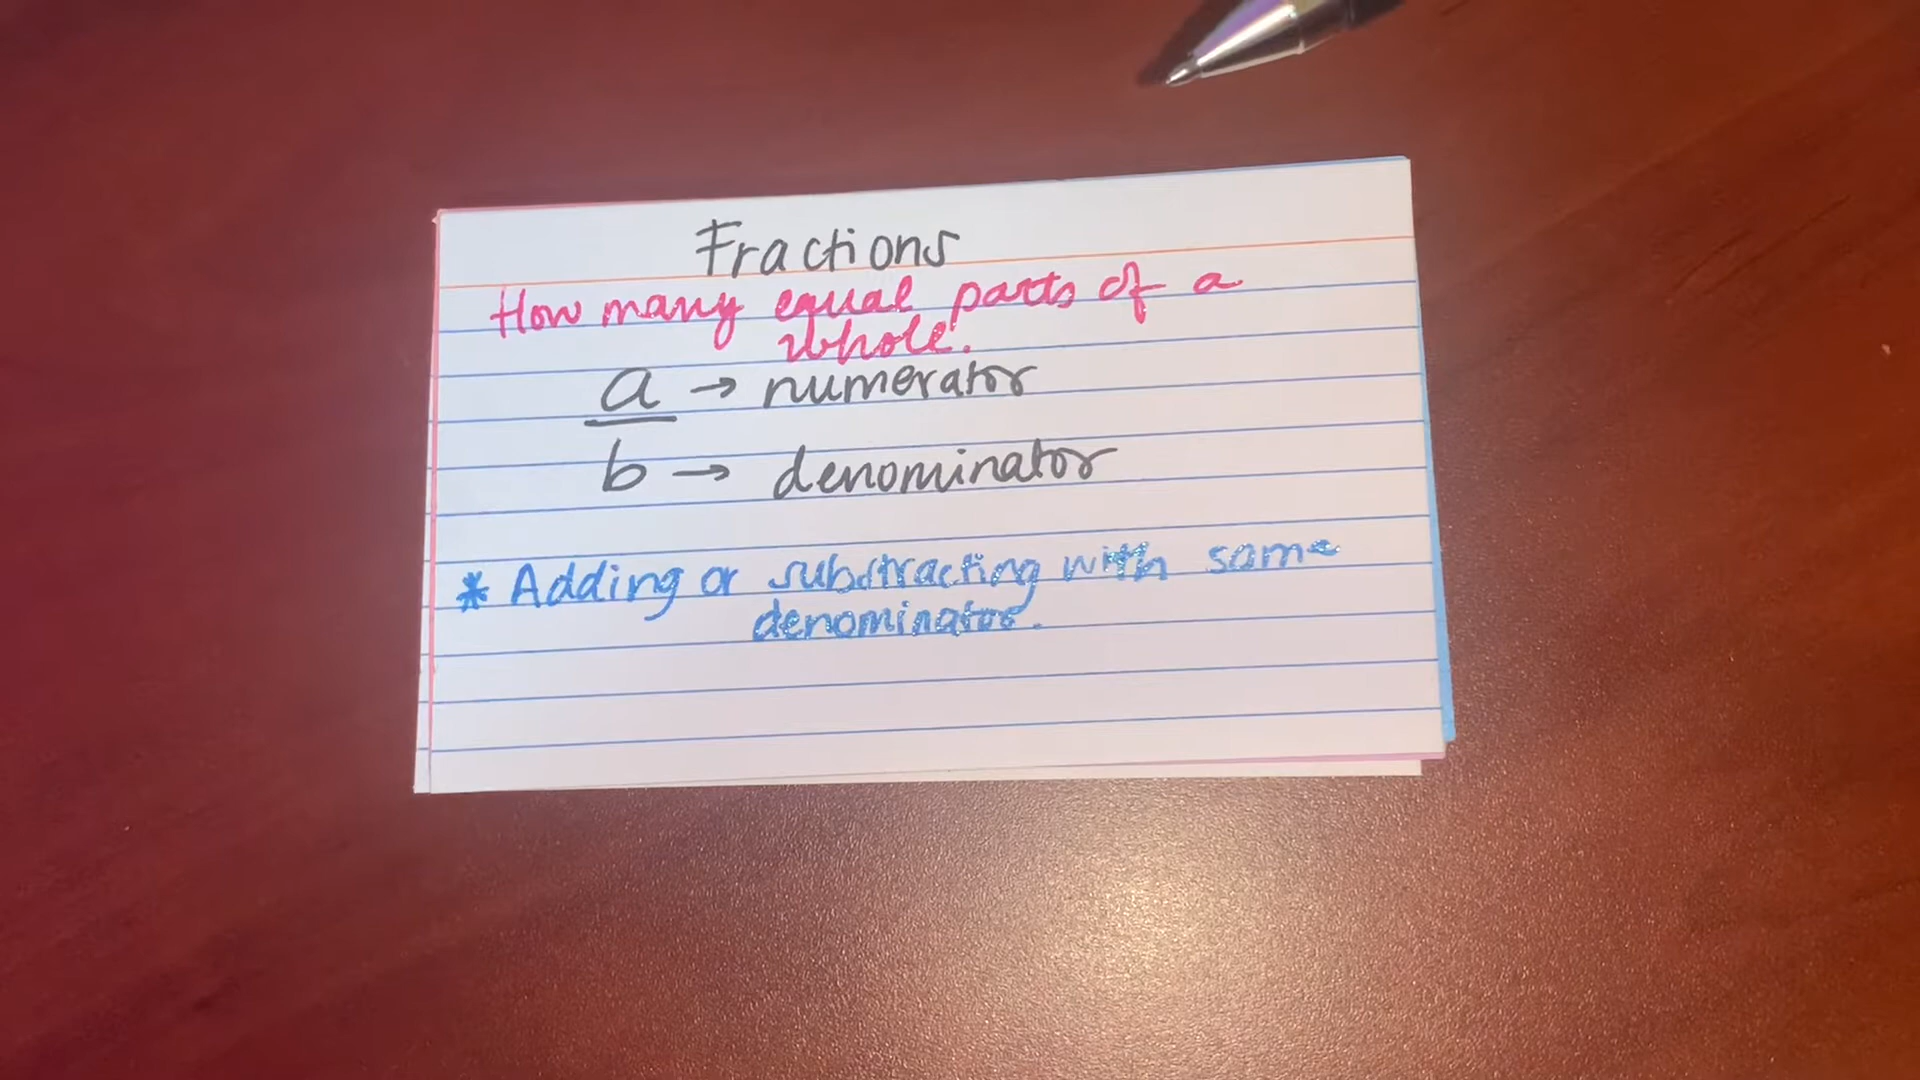 Fractions
How many equal parts of a
whole.
a → numerator
b → denominator
* Adding or substracting with same
denominator.